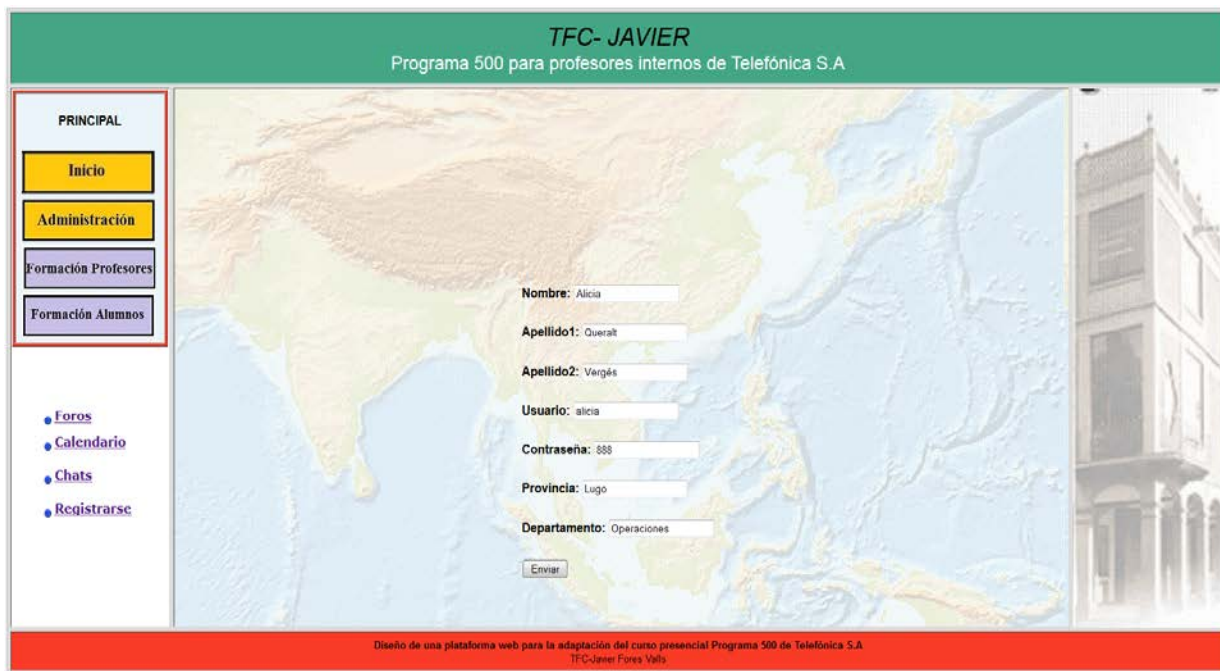 TFC- JAVIER
Programa 500 para profesores internos de Telefónica S.A
PRINCIPAL
Inicio
Administración
Formación Profesores
Formación Alumnos
Foros
Calendario
Chats
Registrarse
Nombre: Alicia
Apellido1: Queralt
Apellido2: Vergés
Usuario: alicia
Contraseña: 888
Provincia: Lugo
Departamento: Operaciones
Enviar
Diseño de una plataforma web para la adaptación del curso presencial Programa 500 de Telefónica S.A
TFC-Javier Fores Valls